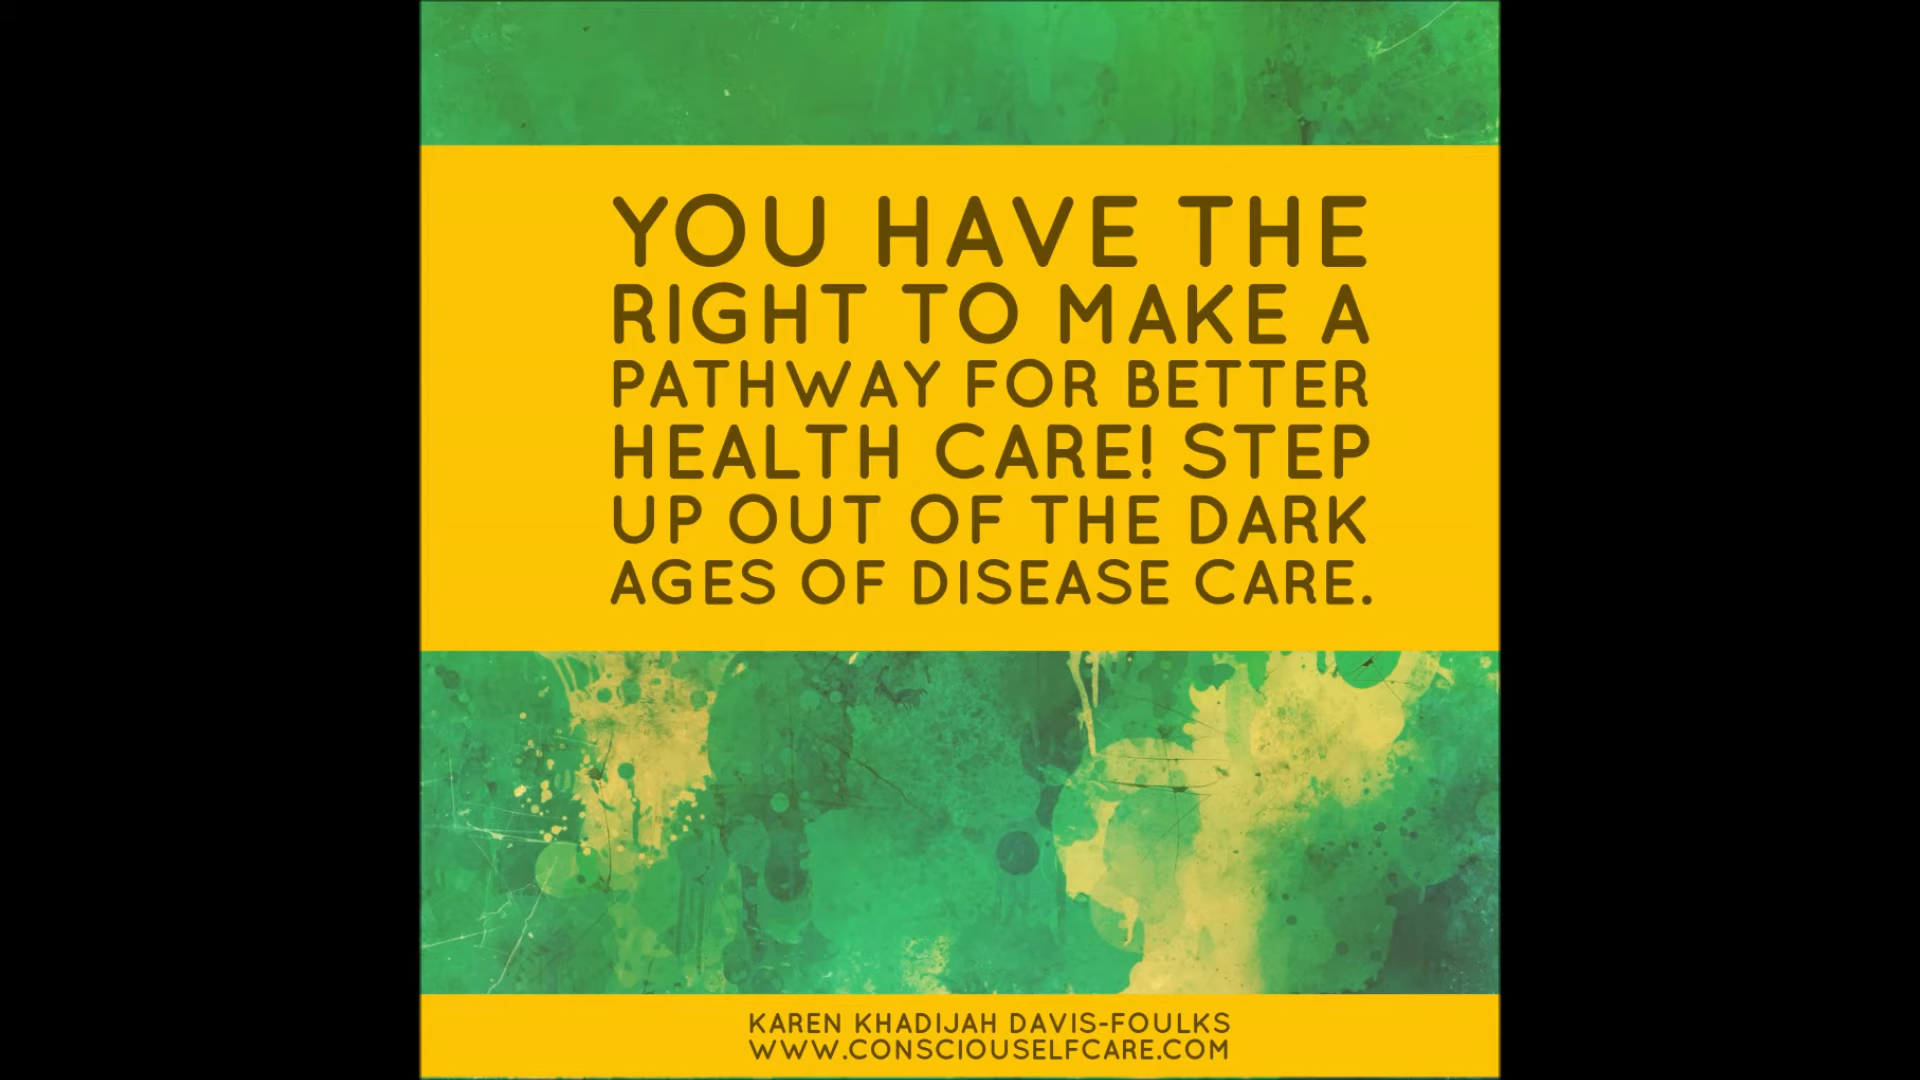 YOU HAVE THE
RIGHT TO MAKE A
PATHWAY FOR BETTER
HEALTH CARE! STEP
UP OUT OF THE DARK
AGES OF DISEASE CARE.
KAREN KHADIJAH DAVIS-FOULKS
WWW.CONSCIOUSELFCARE.COM